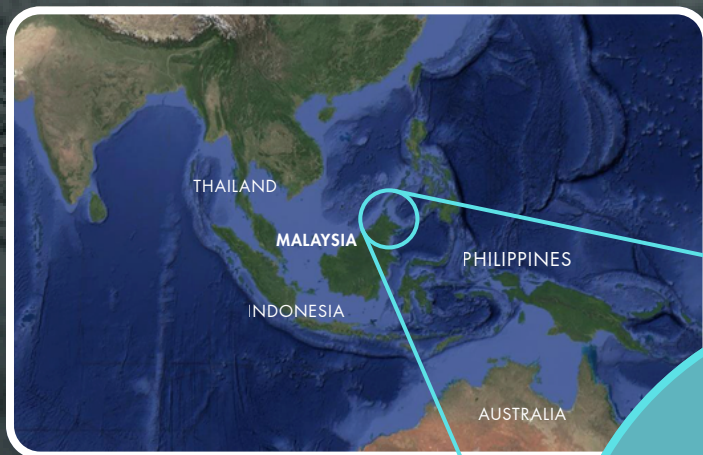 THAILAND
MALAYSIA
PHILIPPINES
INDONESIA
AUSTRALIA